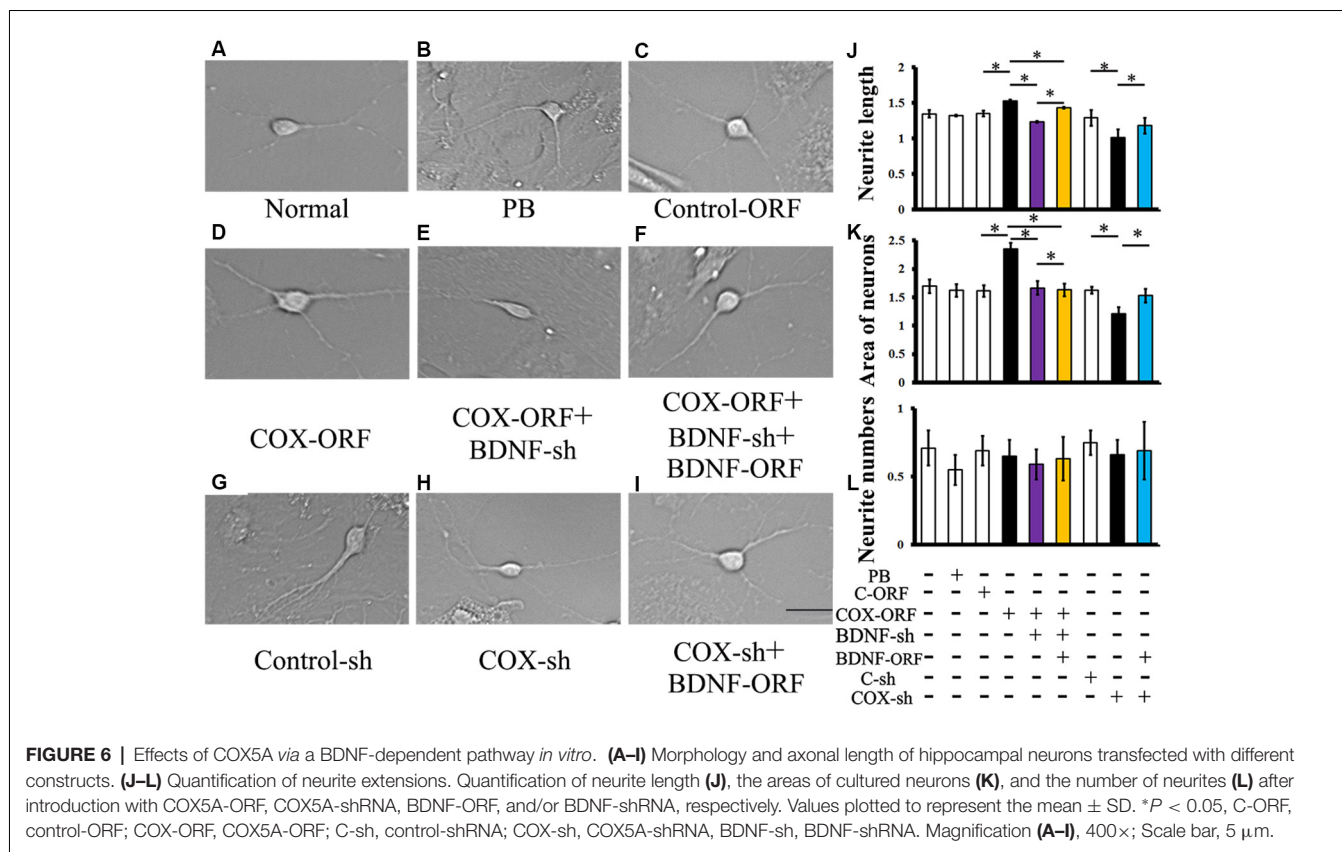 A
B
C
Normal
PB
Control-ORF
D
E
F
COX-ORF
COX-ORF+
BDNF-sh
COX-ORF+
BDNF-sh+
BDNF-ORF
G
H
I
Control-sh
COX-sh
COX-sh+
BDNF-ORF
J
Neurite length
2
1.5
1
0.5
0
* * * * * *
K
Area of neurons
2.5
2
1.5
1
0.5
0
* * * * * *
L
Neurite numbers
1
0.5
0
PB - + - - - - - - -
C-ORF - - + - - - - - -
COX-ORF - - - + + + - - -
BDNF-sh - - - - + + - - -
BDNF-ORF - - - - - + - - +
C-sh - - - - - - + - -
COX-sh - - - - - - - + +
FIGURE 6 | Effects of COX5A via a BDNF-dependent pathway in vitro. (A–I) Morphology and axonal length of hippocampal neurons transfected with different
constructs. (J–L) Quantification of neurite extensions. Quantification of neurite length (J), the areas of cultured neurons (K), and the number of neurites (L) after
introduction with COX5A-ORF, COX5A-shRNA, BDNF-ORF, and/or BDNF-shRNA, respectively. Values plotted to represent the mean ± SD. *P < 0.05, C-ORF,
control-ORF; COX-ORF, COX5A-ORF; C-sh, control-shRNA; COX-sh, COX5A-shRNA, BDNF-sh, BDNF-shRNA. Magnification (A–I), 400×; Scale bar, 5 μm.